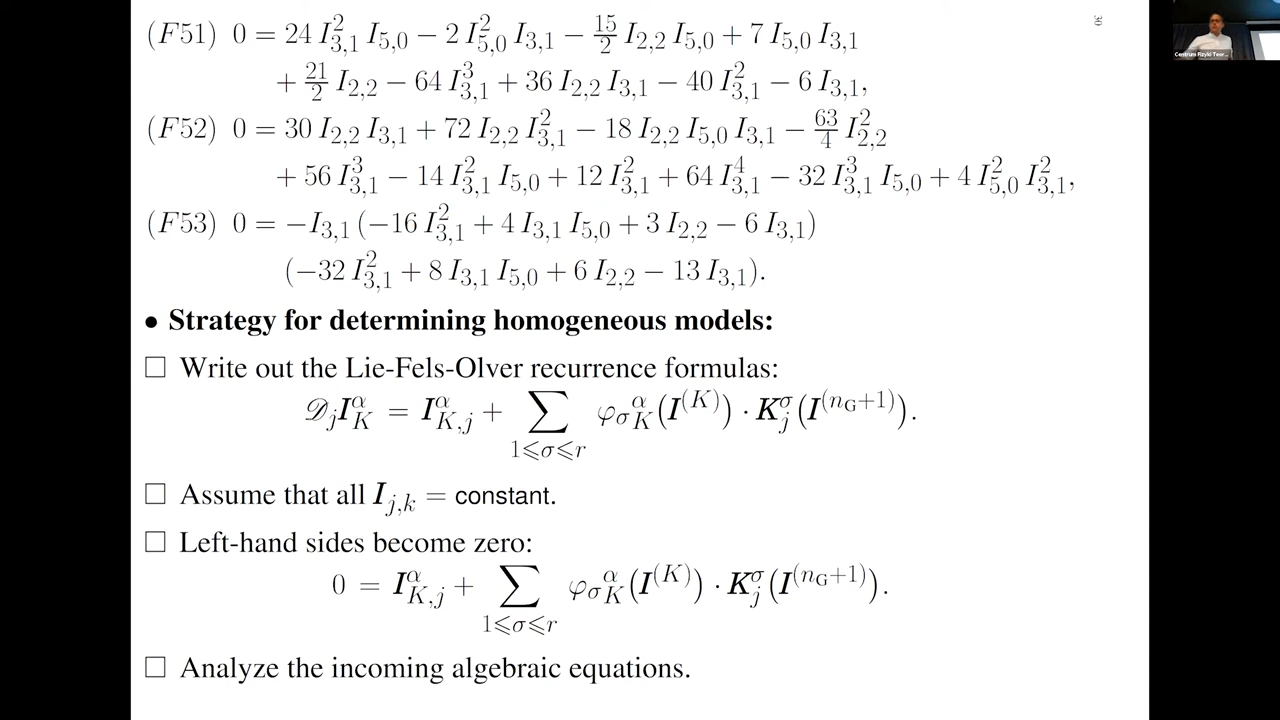 (F51) 0 = 24 I_{3,1}^2 I_{5,0} − 2 I_{5,0}^2 I_{3,1} − \frac{15}{2} I_{2,2} I_{5,0} + 7 I_{5,0} I_{3,1}
+ \frac{21}{2} I_{2,2} − 64 I_{3,1}^3 + 36 I_{2,2} I_{3,1} − 40 I_{3,1}^2 − 6 I_{3,1},
(F52) 0 = 30 I_{2,2} I_{3,1} + 72 I_{2,2} I_{3,1}^2 − 18 I_{2,2} I_{5,0} I_{3,1} − \frac{63}{4} I_{2,2}^2
+ 56 I_{3,1}^3 − 14 I_{3,1}^2 I_{5,0} + 12 I_{3,1}^2 + 64 I_{3,1}^4 − 32 I_{3,1}^3 I_{5,0} + 4 I_{5,0}^2 I_{3,1}^2,
(F53) 0 = −I_{3,1} (−16 I_{3,1}^2 + 4 I_{3,1} I_{5,0} + 3 I_{2,2} − 6 I_{3,1})
(−32 I_{3,1}^2 + 8 I_{3,1} I_{5,0} + 6 I_{2,2} − 13 I_{3,1}).
• Strategy for determining homogeneous models:
□ Write out the Lie-Fels-Olver recurrence formulas:
𝒟_j I_K^α = I_{K,j}^α + ∑_{1⩽σ⩽r} φ_{σK}^α (I^{(K)}) · K_j^σ (I^{(n_G+1)}).
□ Assume that all I_{j,k} = constant.
□ Left-hand sides become zero:
0 = I_{K,j}^α + ∑_{1⩽σ⩽r} φ_{σK}^α (I^{(K)}) · K_j^σ (I^{(n_G+1)}).
□ Analyze the incoming algebraic equations.
Centrum Fizyki Teor...